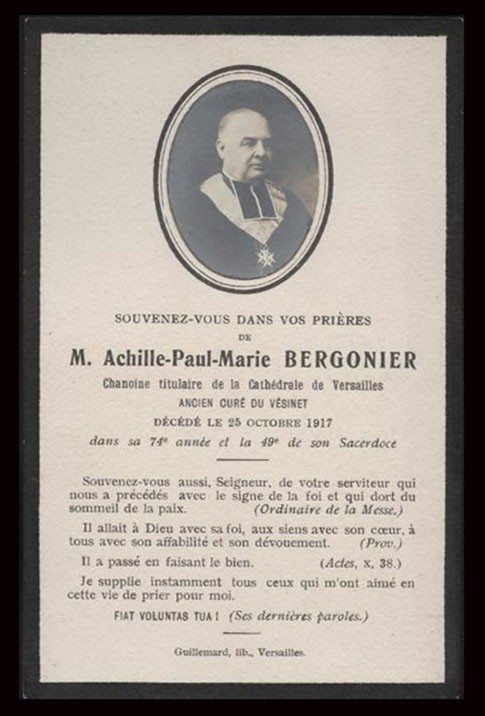 SOUVENEZ-VOUS DANS VOS PRIÈRES
DE
M. Achille-Paul-Marie BERGONIER
Chanoine titulaire de la Cathédrale de Versailles
ANCIEN CURÉ DU VÉSINET
DÉCÉDÉ LE 25 OCTOBRE 1917
dans sa 74e année et la 49e de son Sacerdoce
Souvenez-vous aussi, Seigneur, de votre serviteur qui
nous a précédés avec le signe de la foi et qui dort du
sommeil de la paix. (Ordinaire de la Messe.)
Il allait à Dieu avec sa foi, aux siens avec son cœur, à
tous avec son affabilité et son dévouement. (Prov.)
Il a passé en faisant le bien. (Actes, x, 38.)
Je supplie instamment tous ceux qui m'ont aimé en
cette vie de prier pour moi.
FIAT VOLUNTAS TUA ! (Ses dernières paroles.)
Guillemard, lib., Versailles.